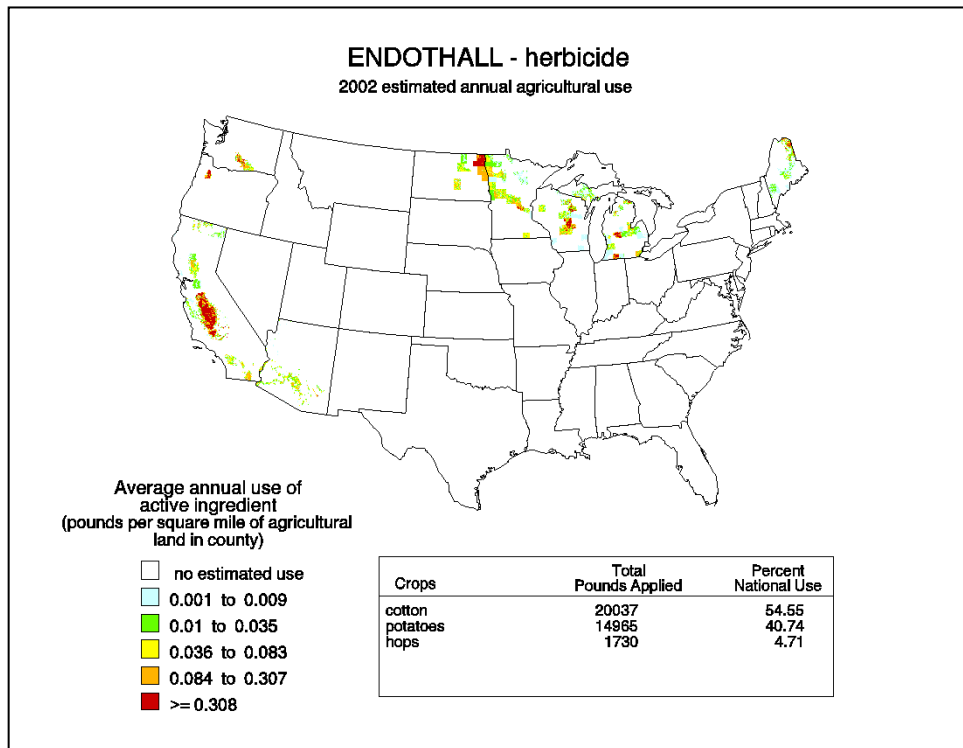 ENDOTHALL - herbicide
2002 estimated annual agricultural use
Average annual use of
active ingredient
(pounds per square mile of agricultural
land in county)
no estimated use
0.001 to 0.009
0.01 to 0.035
0.036 to 0.083
0.084 to 0.307
>= 0.308
Crops Total Pounds Applied Percent National Use
cotton 20037 54.55
potatoes 14965 40.74
hops 1730 4.71